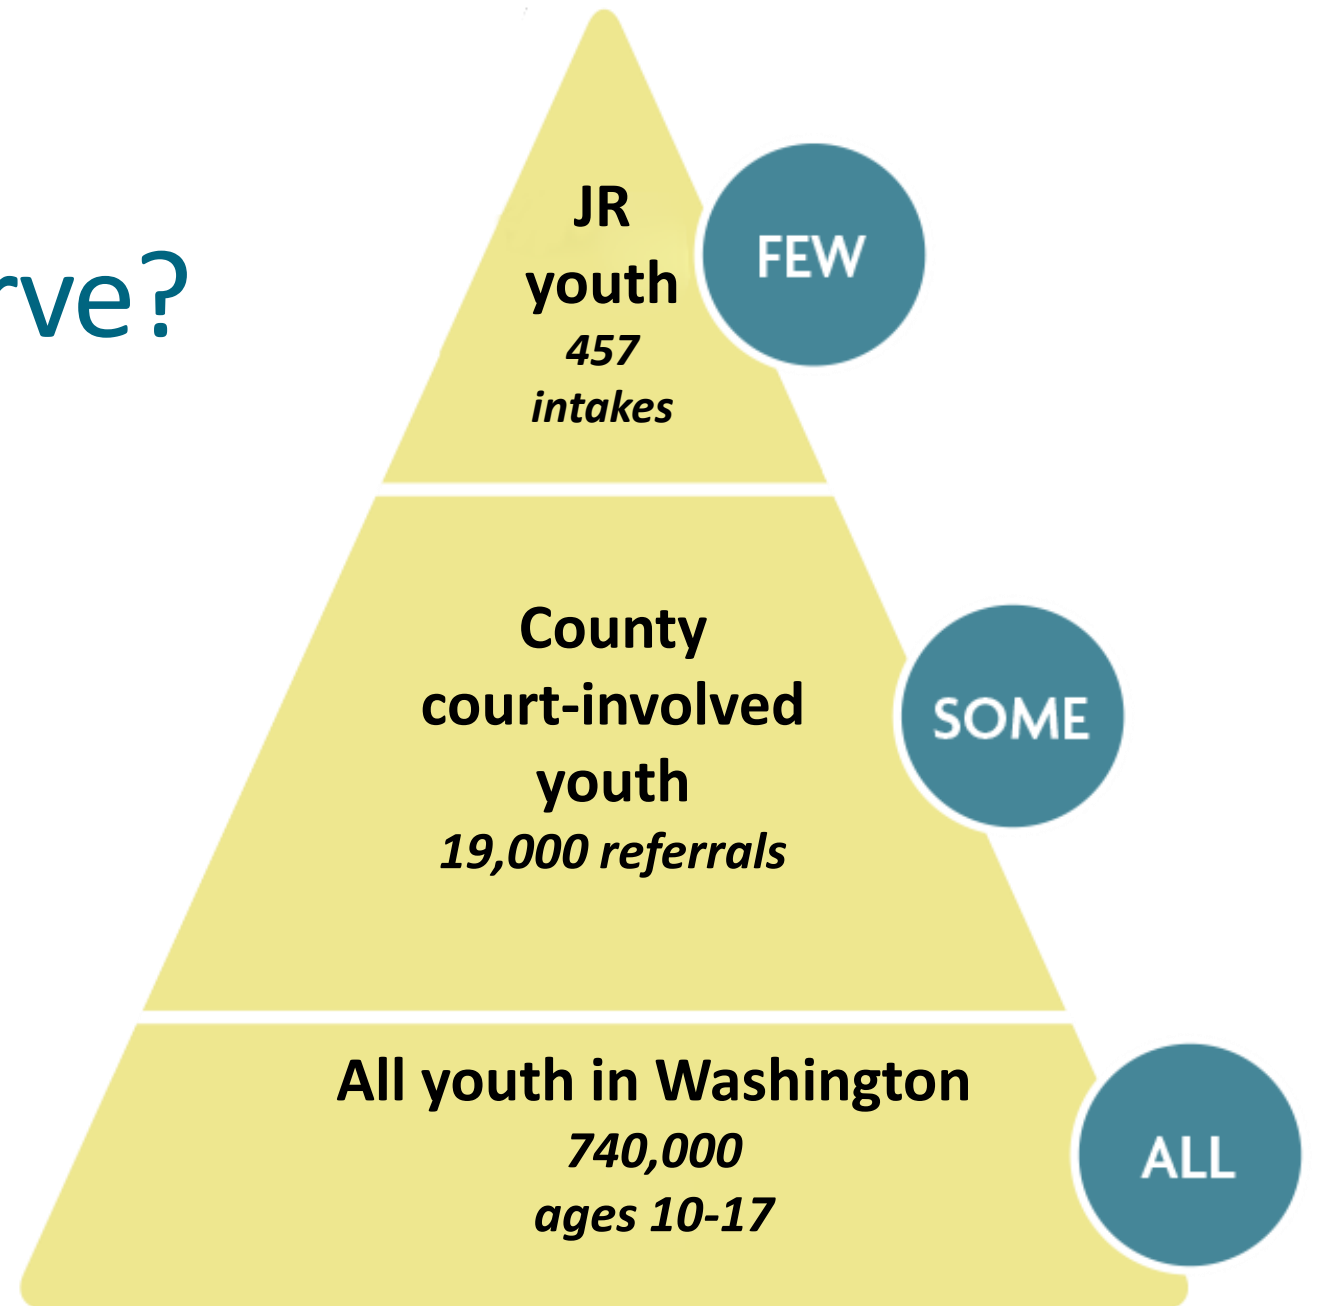 rve?
JR
youth
457
intakes
FEW
County
court-involved
youth
19,000 referrals
SOME
All youth in Washington
740,000
ages 10-17
ALL